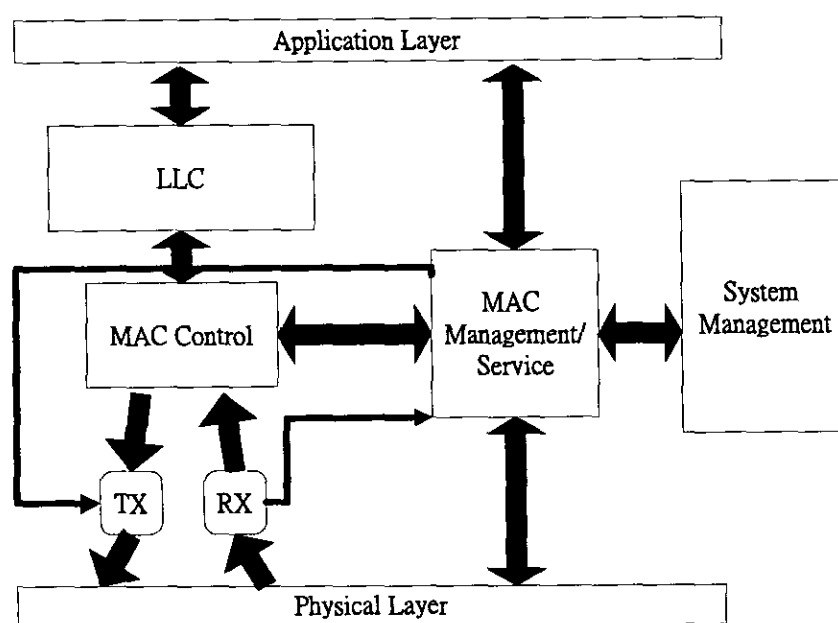 Application Layer
LLC
MAC Control
MAC
Management/
Service
System
Management
TX
RX
Physical Layer